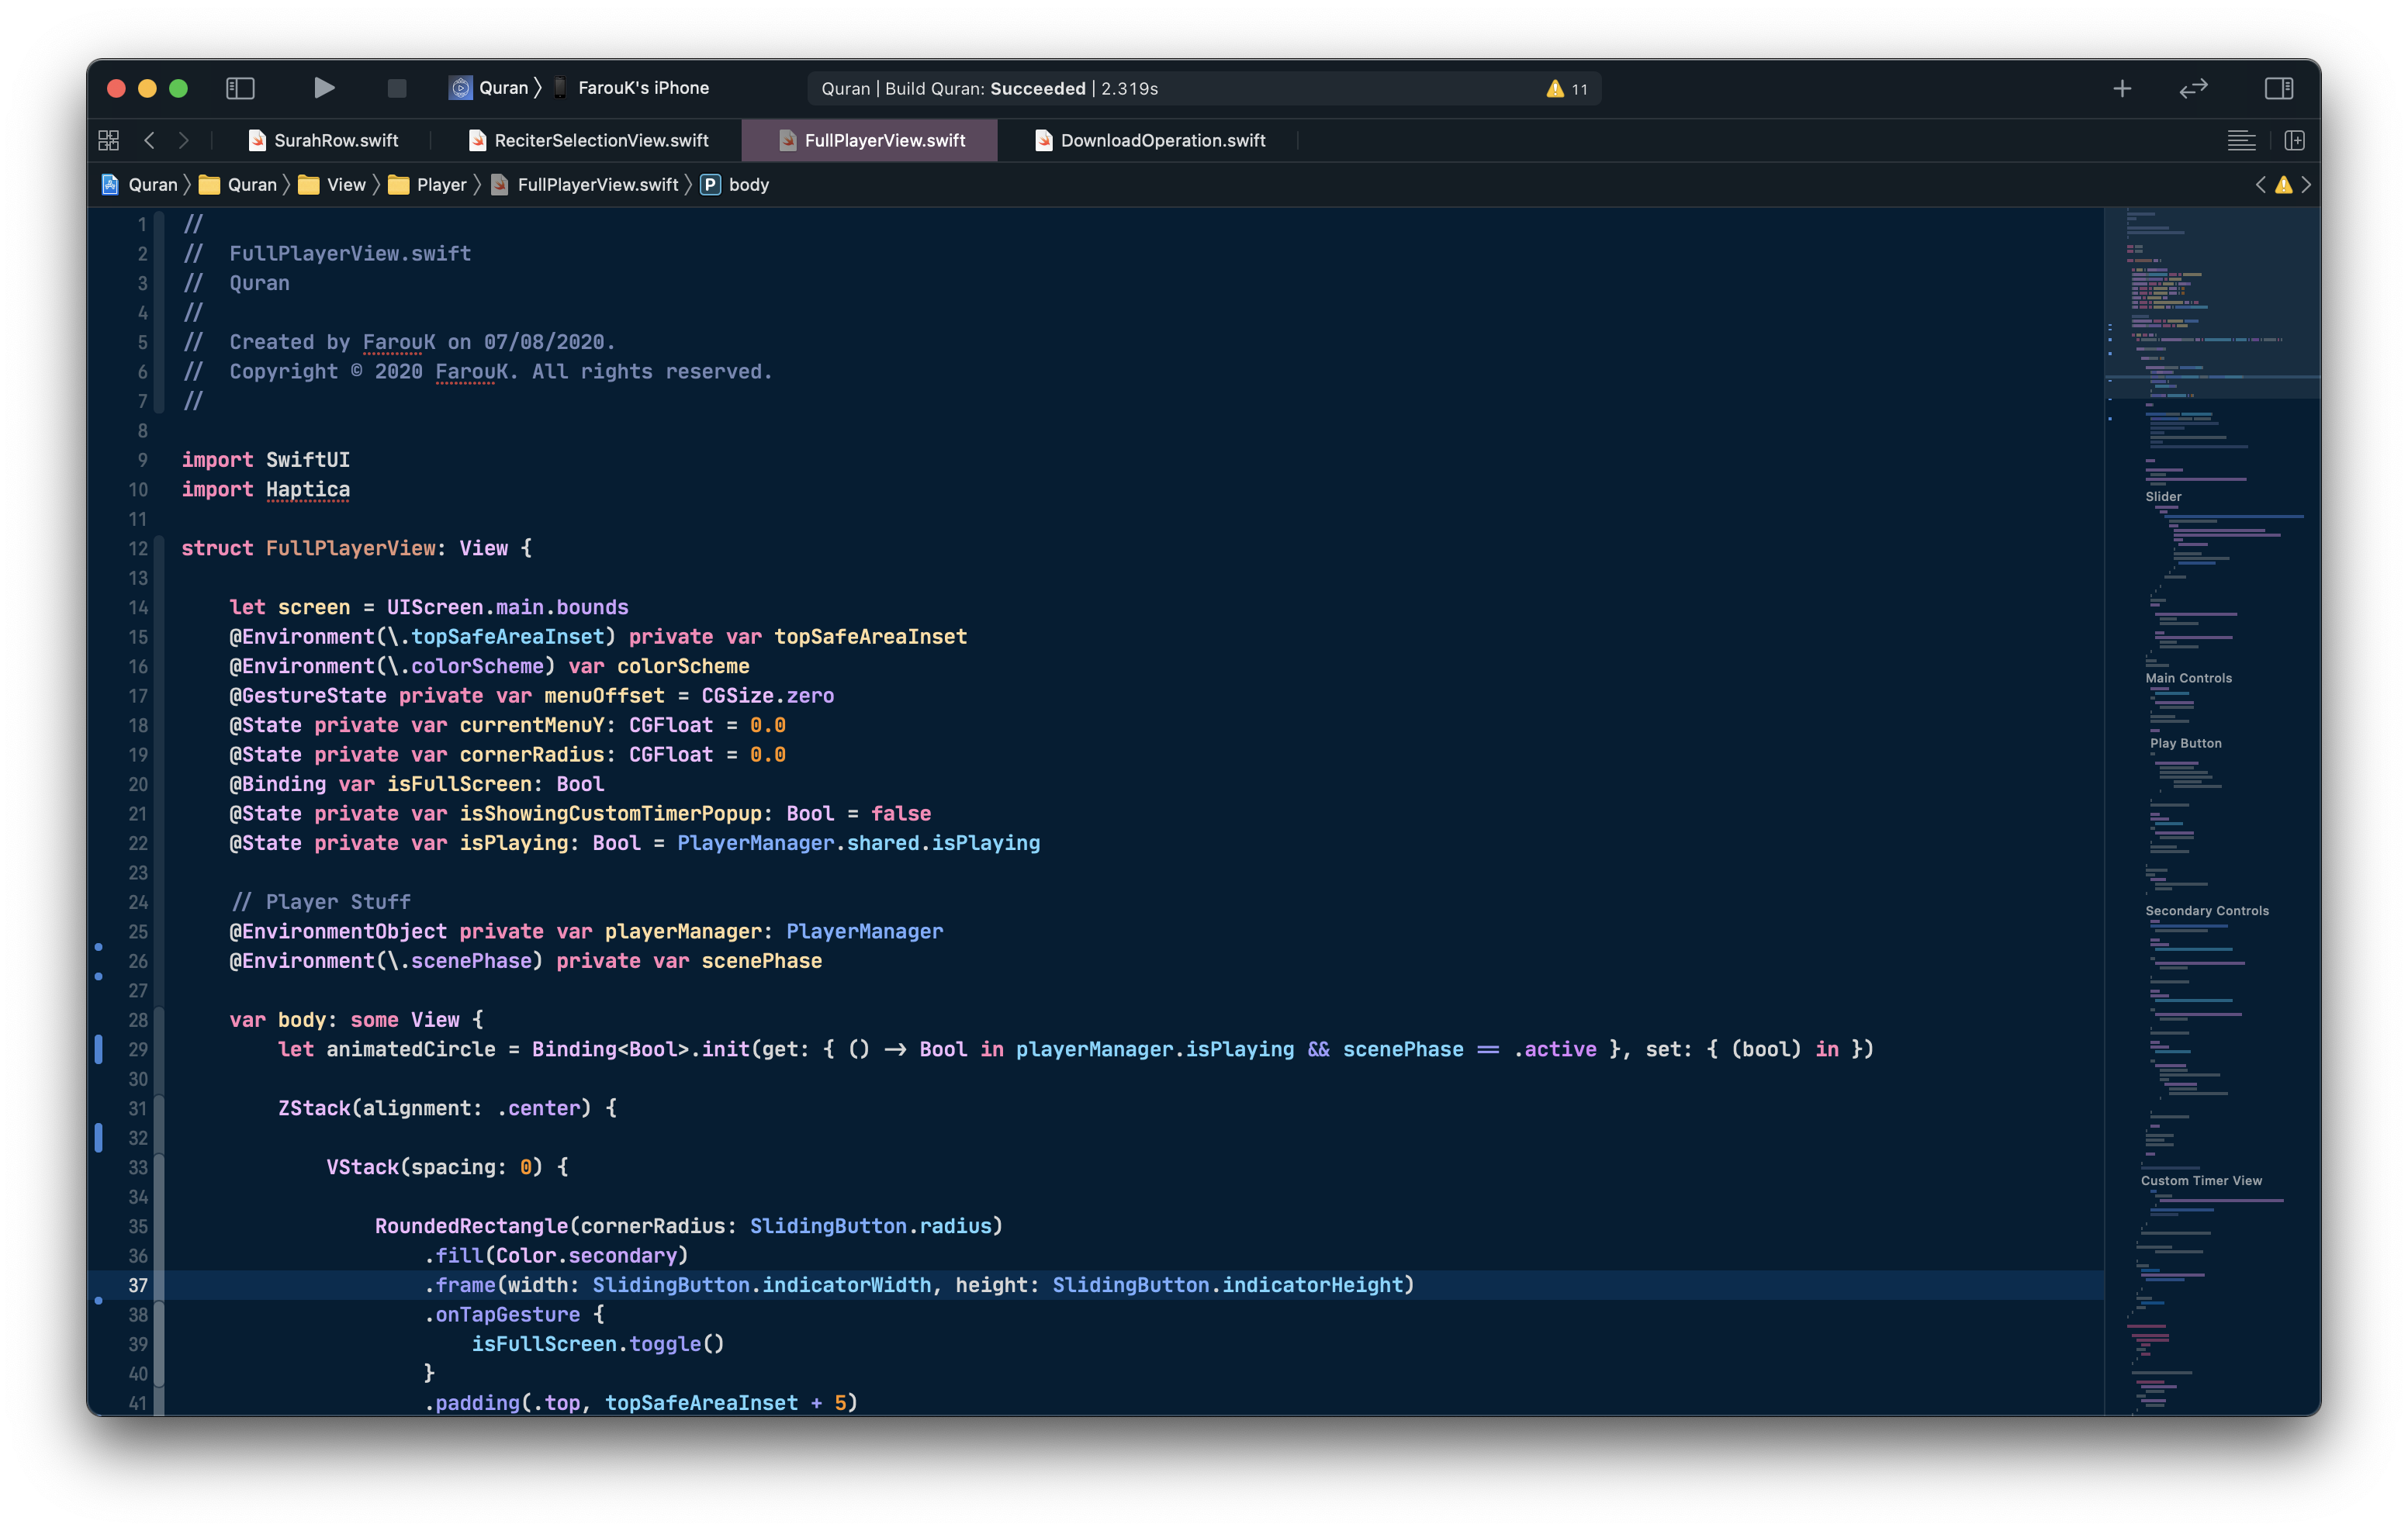 Quran 〉 FarouK's iPhone
Quran | Build Quran: Succeeded | 2.319s
11
SurahRow.swift
ReciterSelectionView.swift
FullPlayerView.swift
DownloadOperation.swift
Quran 〉 Quran 〉 View 〉 Player 〉 FullPlayerView.swift 〉 P body
1 //
2 //  FullPlayerView.swift
3 //  Quran
4 //
5 //  Created by FarouK on 07/08/2020.
6 //  Copyright © 2020 FarouK. All rights reserved.
7 //
8
9 import SwiftUI
10 import Haptica
11
12 struct FullPlayerView: View {
13
14     let screen = UIScreen.main.bounds
15     @Environment(\.topSafeAreaInset) private var topSafeAreaInset
16     @Environment(\.colorScheme) var colorScheme
17     @GestureState private var menuOffset = CGSize.zero
18     @State private var currentMenuY: CGFloat = 0.0
19     @State private var cornerRadius: CGFloat = 0.0
20     @Binding var isFullScreen: Bool
21     @State private var isShowingCustomTimerPopup: Bool = false
22     @State private var isPlaying: Bool = PlayerManager.shared.isPlaying
23
24     // Player Stuff
25     @EnvironmentObject private var playerManager: PlayerManager
26     @Environment(\.scenePhase) private var scenePhase
27
28     var body: some View {
29         let animatedCircle = Binding<Bool>.init(get: { () -> Bool in playerManager.isPlaying && scenePhase == .active }, set: { (bool) in })
30
31         ZStack(alignment: .center) {
32
33             VStack(spacing: 0) {
34
35                 RoundedRectangle(cornerRadius: SlidingButton.radius)
36                     .fill(Color.secondary)
37                     .frame(width: SlidingButton.indicatorWidth, height: SlidingButton.indicatorHeight)
38                     .onTapGesture {
39                         isFullScreen.toggle()
40                     }
41                     .padding(.top, topSafeAreaInset + 5)
Slider
Main Controls
Play Button
Secondary Controls
Custom Timer View